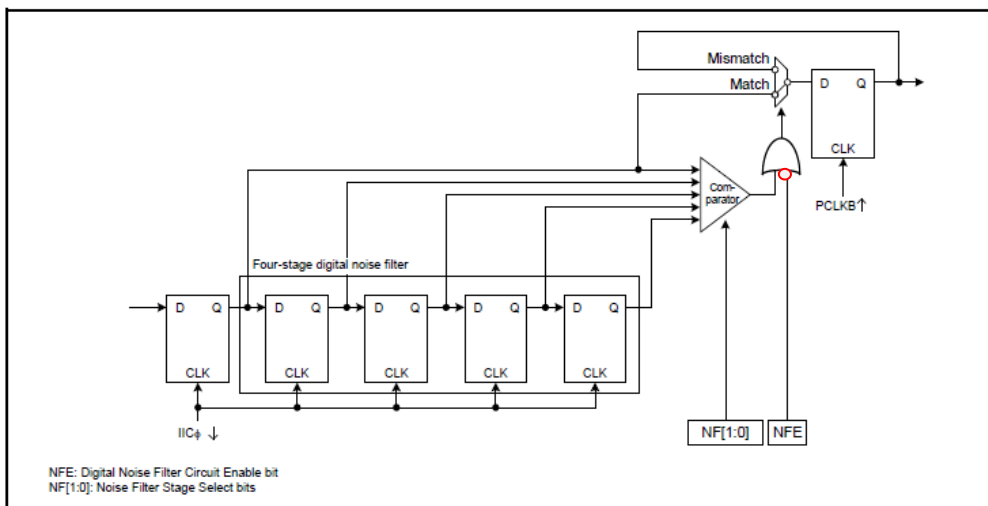 Mismatch
Match
D Q
CLK
PCLKB↑
Com-
parator
Four-stage digital noise filter
D Q D Q D Q D Q D Q
CLK CLK CLK CLK CLK
IICϕ ↓
NF[1:0] NFE
NFE: Digital Noise Filter Circuit Enable bit
NF[1:0]: Noise Filter Stage Select bits